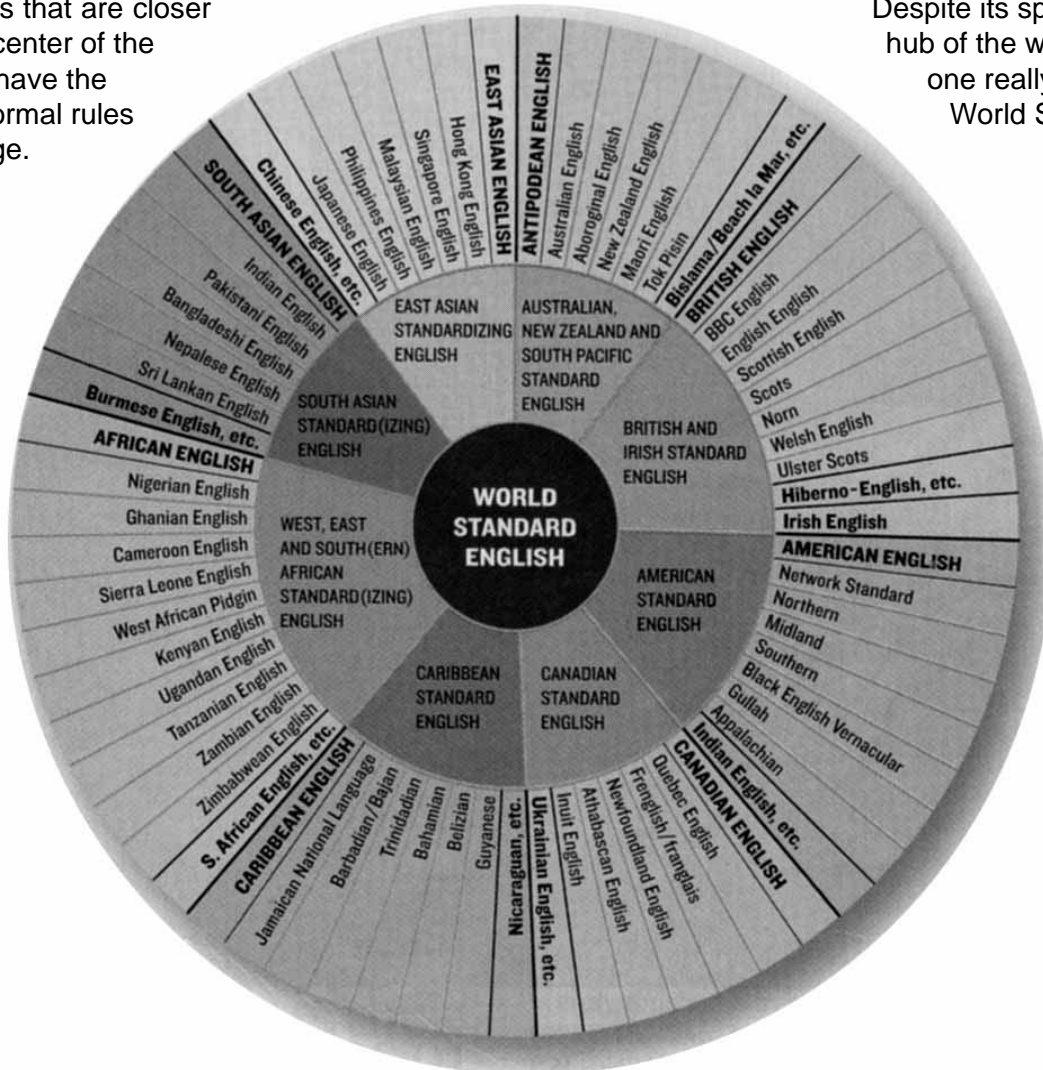 s that are closer
center of the
have the
ormal rules
ge.
Despite its sp
hub of the w
one really
World S
WORLD
STANDARD
ENGLISH
EAST ASIAN
STANDARDIZING
ENGLISH
AUSTRALIAN,
NEW ZEALAND AND
SOUTH PACIFIC
STANDARD
ENGLISH
BRITISH AND
IRISH STANDARD
ENGLISH
AMERICAN
STANDARD
ENGLISH
CANADIAN
STANDARD
ENGLISH
CARIBBEAN
STANDARD
ENGLISH
WEST, EAST
AND SOUTH(ERN)
AFRICAN
STANDARD(IZING)
ENGLISH
SOUTH ASIAN
STANDARD(IZING)
ENGLISH
ANTIPODEAN ENGLISH
Australian English
Aboroginal English
New Zealand English
Maori English
Tok Pisin
Bislama/Beach la Mar, etc.
BRITISH ENGLISH
BBC English
English English
Scottish English
Scots
Norn
Welsh English
Ulster Scots
Hiberno-English, etc.
Irish English
AMERICAN ENGLISH
Network Standard
Northern
Midland
Southern
Black English Vernacular
Gullah
Appalachian
Indian English, etc.
CANADIAN ENGLISH
Quebec English
Frenglish/franglais
Newfoundland English
Athabascan English
Inuit English
Ukrainian English, etc.
Nicaraguan, etc.
Guyanese
Belizian
Bahamian
Trinidadian
Barbadian/Bajan
Jamaican National Language
CARIBBEAN ENGLISH
S. African English, etc.
Zimbabwean English
Zambian English
Tanzanian English
Ugandan English
Kenyan English
West African Pidgin
Sierra Leone English
Cameroon English
Ghanian English
Nigerian English
AFRICAN ENGLISH
Burmese English, etc.
Sri Lankan English
Nepalese English
Bangladeshi English
Pakistani English
Indian English
SOUTH ASIAN ENGLISH
Chinese English, etc.
Japanese English
Philippines English
Malaysian English
Singapore English
Hong Kong English
EAST ASIAN ENGLISH